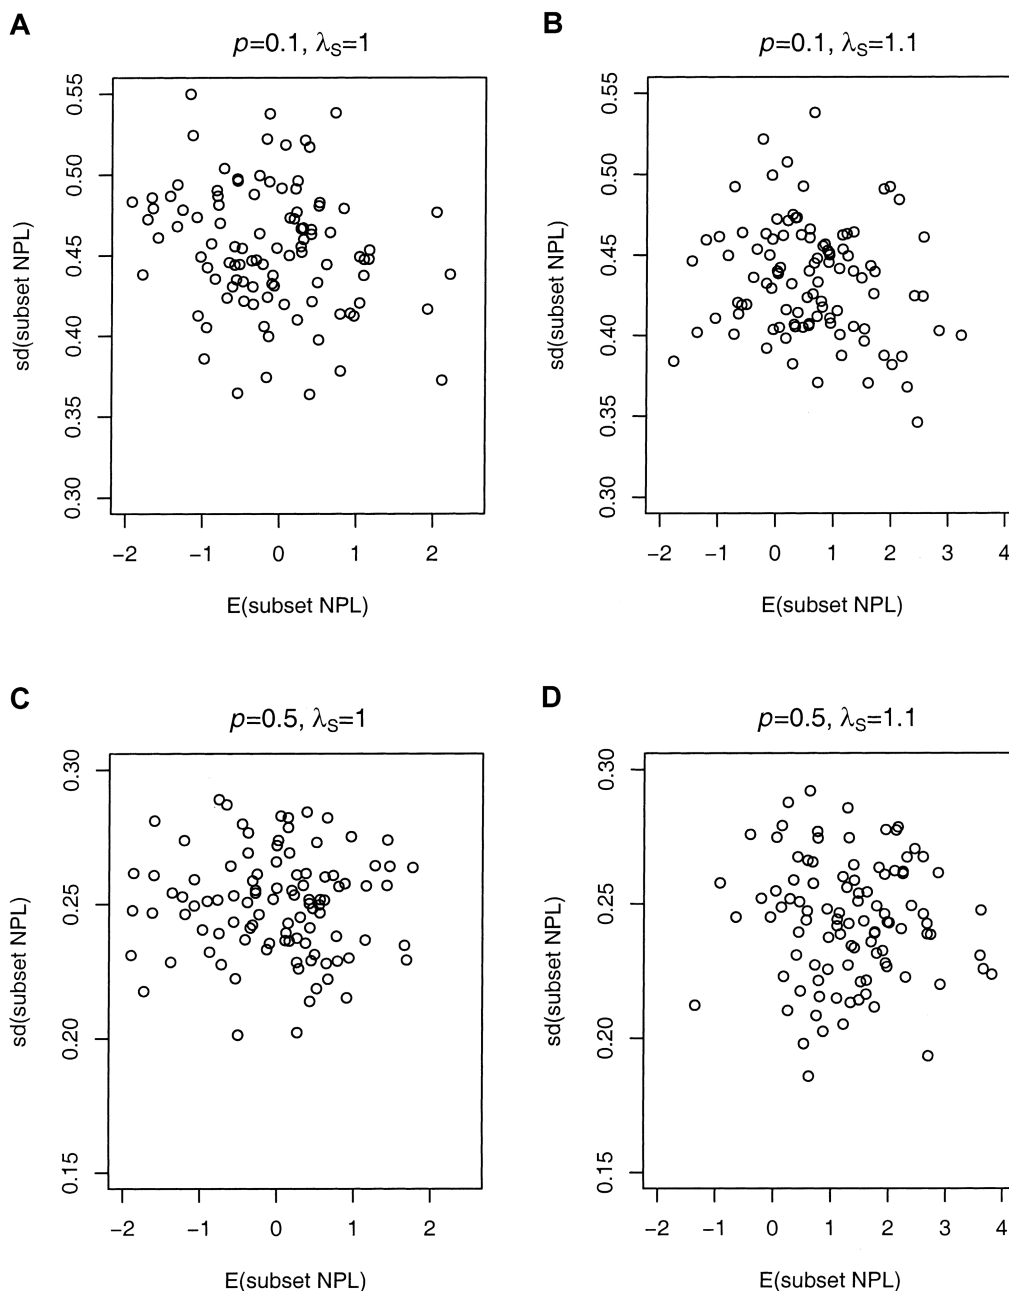 A
p=0.1, λS=1
sd(subset NPL)
0.55
0.50
0.45
0.40
0.35
0.30
−2 −1 0 1 2
E(subset NPL)
B
p=0.1, λS=1.1
sd(subset NPL)
0.55
0.50
0.45
0.40
0.35
0.30
−2 −1 0 1 2 3 4
E(subset NPL)
C
p=0.5, λS=1
sd(subset NPL)
0.30
0.25
0.20
0.15
−2 −1 0 1 2
E(subset NPL)
D
p=0.5, λS=1.1
sd(subset NPL)
0.30
0.25
0.20
0.15
−2 −1 0 1 2 3 4
E(subset NPL)